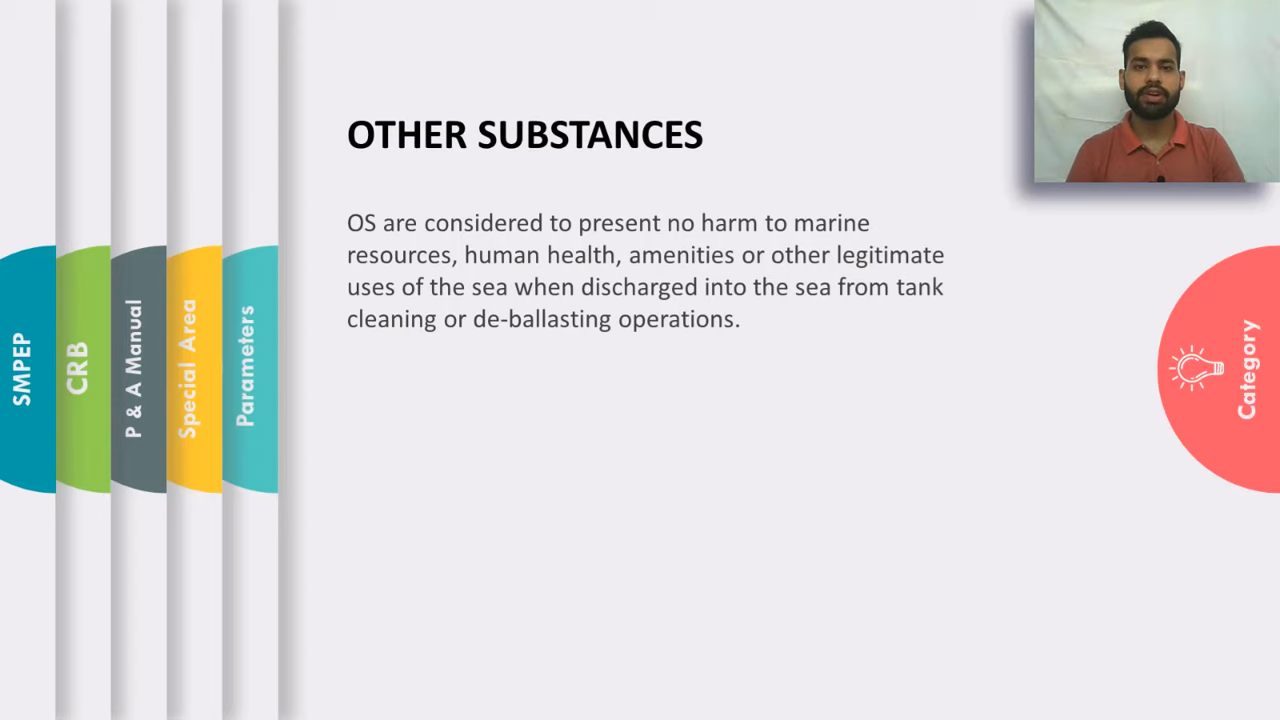 OTHER SUBSTANCES
OS are considered to present no harm to marine
resources, human health, amenities or other legitimate
uses of the sea when discharged into the sea from tank
cleaning or de-ballasting operations.
SMPEP
CRB
P & A Manual
Special Area
Parameters
Category